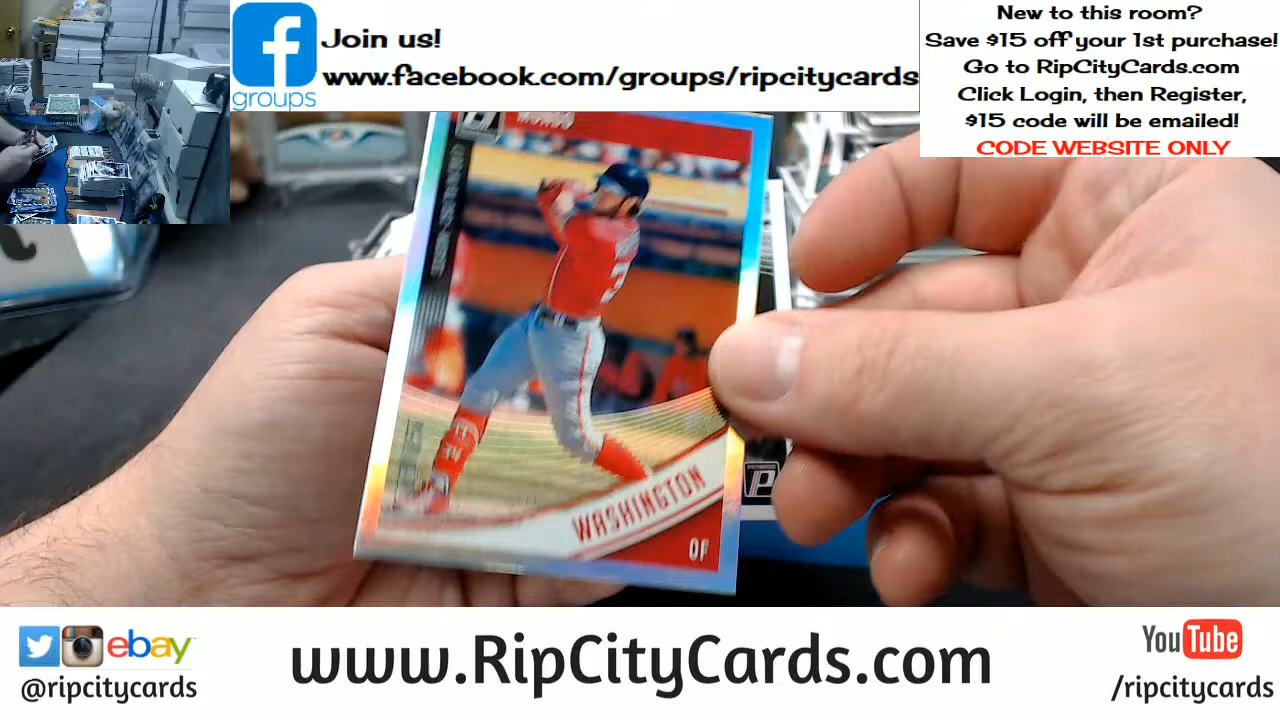 Join us!
www.facebook.com/groups/ripcitycards
groups
New to this room?
Save $15 off your 1st purchase!
Go to RipCityCards.com
Click Login, then Register,
$15 code will be emailed!
CODE WEBSITE ONLY
WASHINGTON
OF
ebay
@ripcitycards
www.RipCityCards.com
YouTube
/ripcitycards